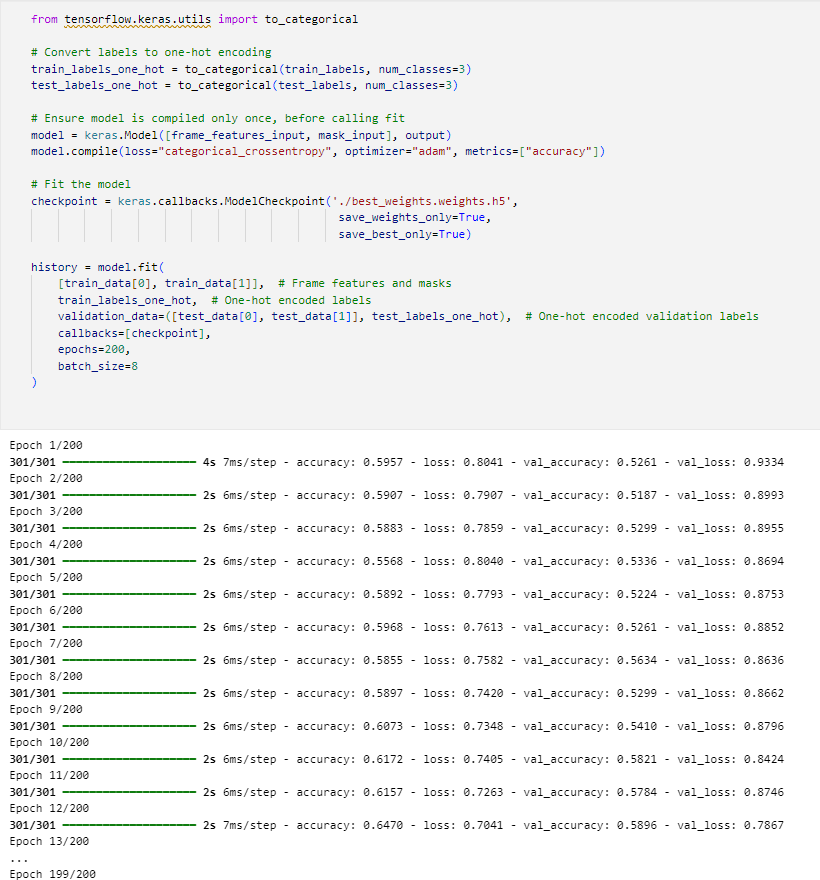 from tensorflow.keras.utils import to_categorical
# Convert labels to one-hot encoding
train_labels_one_hot = to_categorical(train_labels, num_classes=3)
test_labels_one_hot = to_categorical(test_labels, num_classes=3)
# Ensure model is compiled only once, before calling fit
model = keras.Model([frame_features_input, mask_input], output)
model.compile(loss="categorical_crossentropy", optimizer="adam", metrics=["accuracy"])
# Fit the model
checkpoint = keras.callbacks.ModelCheckpoint('./best_weights.weights.h5',
save_weights_only=True,
save_best_only=True)
history = model.fit(
[train_data[0], train_data[1]],  # Frame features and masks
train_labels_one_hot,  # One-hot encoded labels
validation_data=([test_data[0], test_data[1]], test_labels_one_hot),  # One-hot encoded validation labels
callbacks=[checkpoint],
epochs=200,
batch_size=8
)
Epoch 1/200
301/301 ━━━━━━━━━━━━━━━━━━━━ 4s 7ms/step - accuracy: 0.5957 - loss: 0.8041 - val_accuracy: 0.5261 - val_loss: 0.9334
Epoch 2/200
301/301 ━━━━━━━━━━━━━━━━━━━━ 2s 6ms/step - accuracy: 0.5907 - loss: 0.7907 - val_accuracy: 0.5187 - val_loss: 0.8993
Epoch 3/200
301/301 ━━━━━━━━━━━━━━━━━━━━ 2s 6ms/step - accuracy: 0.5883 - loss: 0.7859 - val_accuracy: 0.5299 - val_loss: 0.8955
Epoch 4/200
301/301 ━━━━━━━━━━━━━━━━━━━━ 2s 6ms/step - accuracy: 0.5568 - loss: 0.8040 - val_accuracy: 0.5336 - val_loss: 0.8694
Epoch 5/200
301/301 ━━━━━━━━━━━━━━━━━━━━ 2s 6ms/step - accuracy: 0.5892 - loss: 0.7793 - val_accuracy: 0.5224 - val_loss: 0.8753
Epoch 6/200
301/301 ━━━━━━━━━━━━━━━━━━━━ 2s 6ms/step - accuracy: 0.5968 - loss: 0.7613 - val_accuracy: 0.5261 - val_loss: 0.8852
Epoch 7/200
301/301 ━━━━━━━━━━━━━━━━━━━━ 2s 6ms/step - accuracy: 0.5855 - loss: 0.7582 - val_accuracy: 0.5634 - val_loss: 0.8636
Epoch 8/200
301/301 ━━━━━━━━━━━━━━━━━━━━ 2s 6ms/step - accuracy: 0.5897 - loss: 0.7420 - val_accuracy: 0.5299 - val_loss: 0.8662
Epoch 9/200
301/301 ━━━━━━━━━━━━━━━━━━━━ 2s 6ms/step - accuracy: 0.6073 - loss: 0.7348 - val_accuracy: 0.5410 - val_loss: 0.8796
Epoch 10/200
301/301 ━━━━━━━━━━━━━━━━━━━━ 2s 6ms/step - accuracy: 0.6172 - loss: 0.7405 - val_accuracy: 0.5821 - val_loss: 0.8424
Epoch 11/200
301/301 ━━━━━━━━━━━━━━━━━━━━ 2s 6ms/step - accuracy: 0.6157 - loss: 0.7263 - val_accuracy: 0.5784 - val_loss: 0.8746
Epoch 12/200
301/301 ━━━━━━━━━━━━━━━━━━━━ 2s 7ms/step - accuracy: 0.6470 - loss: 0.7041 - val_accuracy: 0.5896 - val_loss: 0.7867
Epoch 13/200
...
Epoch 199/200